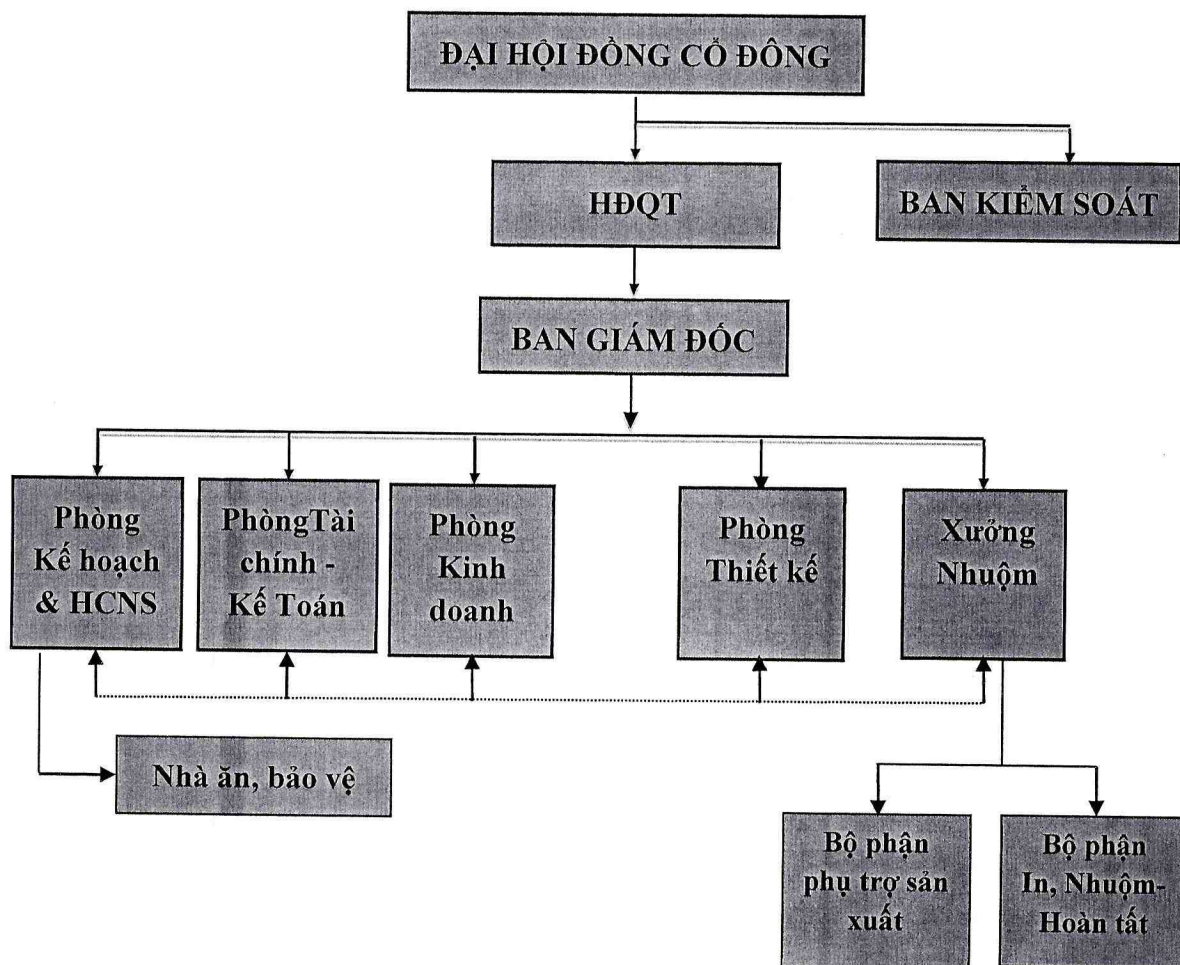 ĐẠI HỘI ĐỒNG CỔ ĐÔNG
HĐQT
BAN KIỂM SOÁT
BAN GIÁM ĐỐC
Phòng
Kế hoạch
& HCNS
PhòngTài
chính -
Kế Toán
Phòng
Kinh
doanh
Phòng
Thiết kế
Xưởng
Nhuộm
Nhà ăn, bảo vệ
Bộ phận
phụ trợ sản
xuất
Bộ phận
In, Nhuộm-
Hoàn tất